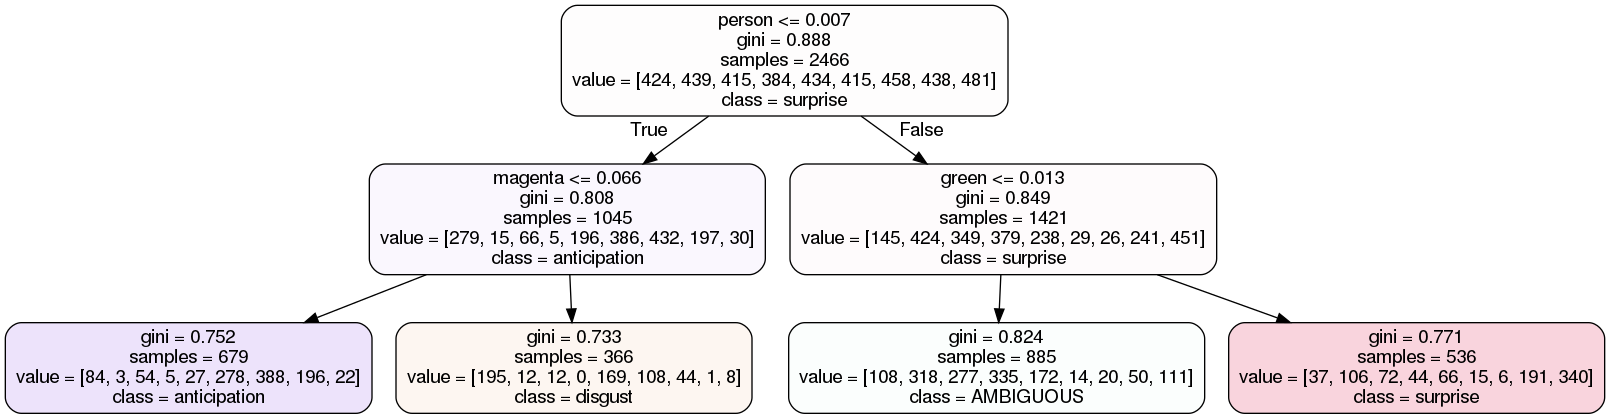 person <= 0.007
gini = 0.888
samples = 2466
value = [424, 439, 415, 384, 434, 415, 458, 438, 481]
class = surprise
True
False
magenta <= 0.066
gini = 0.808
samples = 1045
value = [279, 15, 66, 5, 196, 386, 432, 197, 30]
class = anticipation
green <= 0.013
gini = 0.849
samples = 1421
value = [145, 424, 349, 379, 238, 29, 26, 241, 451]
class = surprise
gini = 0.752
samples = 679
value = [84, 3, 54, 5, 27, 278, 388, 196, 22]
class = anticipation
gini = 0.733
samples = 366
value = [195, 12, 12, 0, 169, 108, 44, 1, 8]
class = disgust
gini = 0.824
samples = 885
value = [108, 318, 277, 335, 172, 14, 20, 50, 111]
class = AMBIGUOUS
gini = 0.771
samples = 536
value = [37, 106, 72, 44, 66, 15, 6, 191, 340]
class = surprise